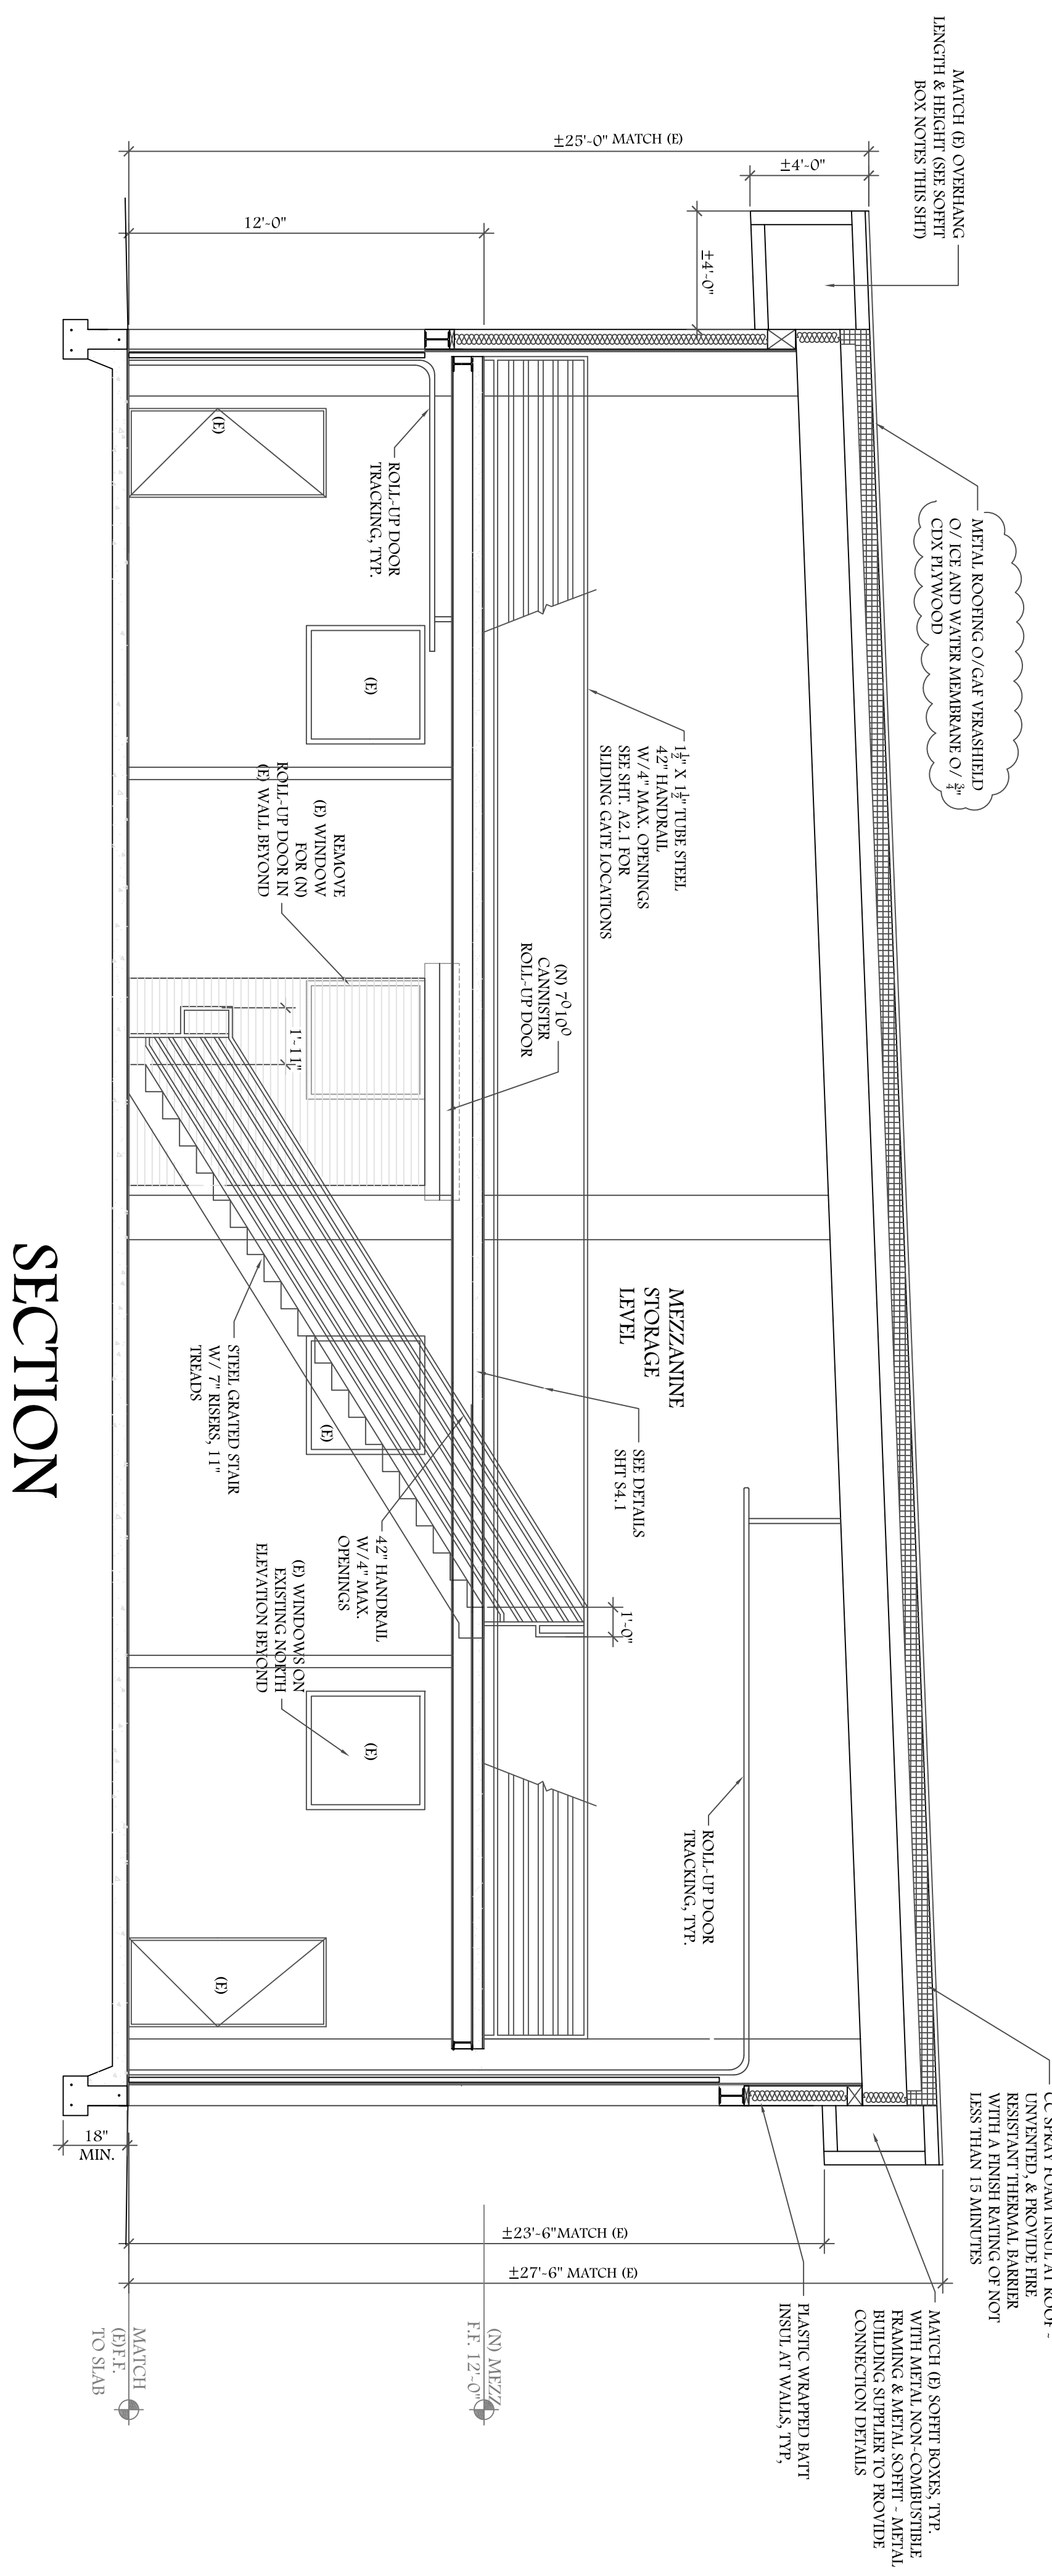 MATCH (E) OVERHANG
LENGTH & HEIGHT (SEE SOFFIT
BOX NOTES THIS SHT)
±25'-0" MATCH (E)
±4'-0"
12'-0"
±4'-0"
METAL ROOFING O/GAF VERASHIELD
O/ ICE AND WATER MEMBRANE O/ 3/4"
CDX PLYWOOD
(E)
ROLL-UP DOOR
TRACKING, TYP.
(E)
1 1/2" X 1 1/2" TUBE STEEL
42" HANDRAIL
W/4" MAX. OPENINGS
SEE SHT. A2.1 FOR
SLIDING GATE LOCATIONS
REMOVE
(E) WINDOW
FOR (N)
ROLL-UP DOOR IN
(E) WALL BEYOND
(N) 7⁰10⁰
CANNISTER
ROLL-UP DOOR
1'-11"
MEZZANINE
STORAGE
LEVEL
SEE DETAILS
SHT S4.1
STEEL GRATED STAIR
W/ 7" RISERS, 11"
TREADS
(E)
42" HANDRAIL
W/4" MAX.
OPENINGS
1'-0"
(E) WINDOWS ON
EXISTING NORTH
ELEVATION BEYOND
(E)
ROLL-UP DOOR
TRACKING, TYP.
(E)
CC SPRAY FOAM INSUL AT ROOF -
UNVENTED, & PROVIDE FIRE
RESISTANT THERMAL BARRIER
WITH A FINISH RATING OF NOT
LESS THAN 15 MINUTES
18"
MIN.
±23'-6"MATCH (E)
±27'-6" MATCH (E)
MATCH (E) SOFFIT BOXES, TYP.
WITH METAL NON-COMBUSTIBLE
FRAMING & METAL SOFFIT - METAL
BUILDING SUPPLIER TO PROVIDE
CONNECTION DETAILS
PLASTIC WRAPPED BATT
INSUL AT WALLS, TYP,
(N) MEZZ
F.F. 12'-0"
MATCH
(E)F.F.
TO SLAB
SECTION